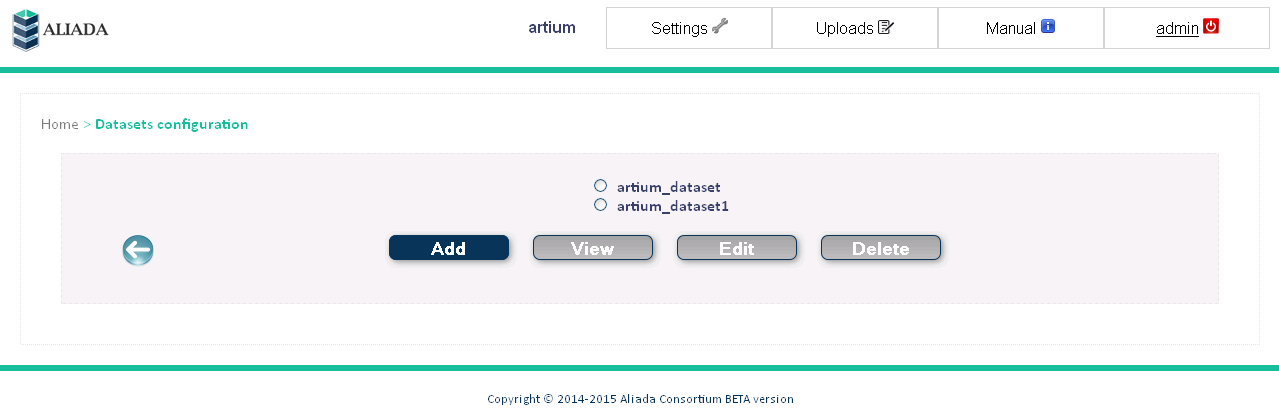 ALIADA
artium
Settings
Uploads
Manual
admin
Home > Datasets configuration
artium_dataset
artium_dataset1
Add
View
Edit
Delete
Copyright © 2014-2015 Aliada Consortium BETA version